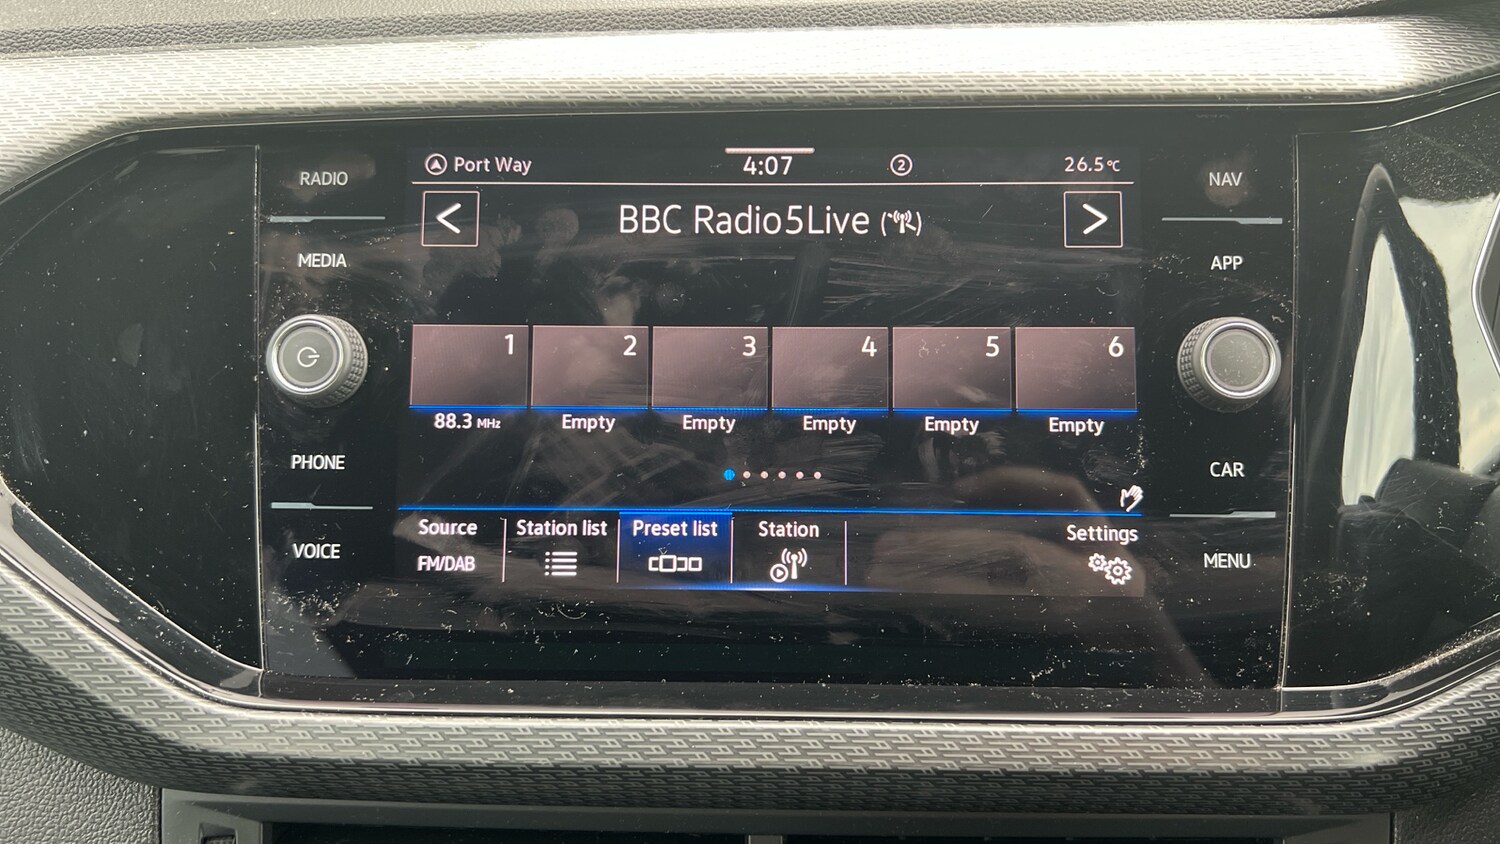 RADIO
MEDIA
PHONE
VOICE
Port Way
4:07
2
26.5°C
< BBC Radio5Live >
1 2 3 4 5 6
88.3 MHz Empty Empty Empty Empty Empty
Source Station list Preset list Station Settings
FM/DAB
NAV
APP
CAR
MENU